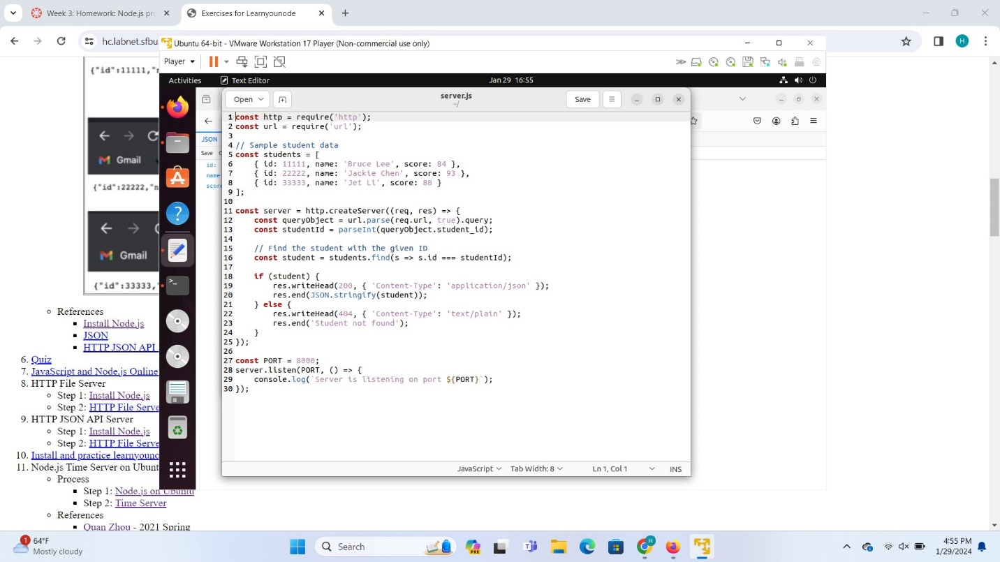 Week 3: Homework: Node.js pr
Exercises for Learnyounode
hc.labnet.sfbu
H
Ubuntu 64-bit - VMware Workstation 17 Player (Non-commercial use only)
Player
Activities
Text Editor
Jan 29 16:55
Open
server.js
~/
Save
JSON
Save
id:
name:
score
1 const http = require('http');
2 const url = require('url');
3
4 // Sample student data
5 const students = [
6 { id: 11111, name: 'Bruce Lee', score: 84 },
7 { id: 22222, name: 'Jackie Chen', score: 93 },
8 { id: 33333, name: 'Jet Li', score: 88 }
9 ];
10
11 const server = http.createServer((req, res) => {
12 const queryObject = url.parse(req.url, true).query;
13 const studentId = parseInt(queryObject.student_id);
14
15 // Find the student with the given ID
16 const student = students.find(s => s.id === studentId);
17
18 if (student) {
19 res.writeHead(200, { 'Content-Type': 'application/json' });
20 res.end(JSON.stringify(student));
21 } else {
22 res.writeHead(404, { 'Content-Type': 'text/plain' });
23 res.end('Student not found');
24 }
25 });
26
27 const PORT = 8000;
28 server.listen(PORT, () => {
29 console.log(`Server is listening on port ${PORT}`);
30 });
JavaScript
Tab Width: 8
Ln 1, Col 1
INS
{"id":11111,"n
Gmail
{"id":22222,"n
Gmail
{"id":33333,"
References
Install Node.js
JSON
HTTP JSON API
6. Quiz
7. JavaScript and Node.js Online
8. HTTP File Server
Step 1: Install Node.js
Step 2: HTTP File Serve
9. HTTP JSON API Server
Step 1: Install Node.js
Step 2: HTTP File Serve
10. Install and practice learnyouno
11. Node.js Time Server on Ubunt
Process
Step 1: Node.js on Ubuntu
Step 2: Time Server
References
Quan Zhou - 2021 Spring
1
64°F
Mostly cloudy
Search
PRE
H
4:55 PM
1/29/2024